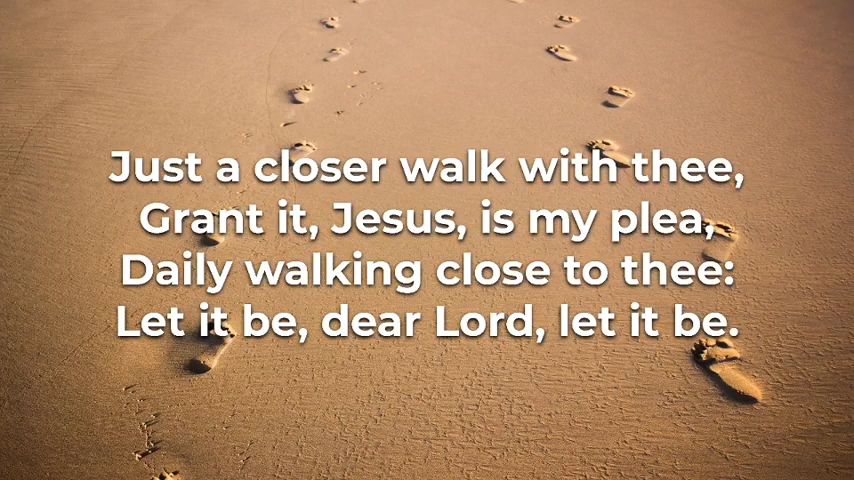 Just a closer walk with thee,
Grant it, Jesus, is my plea,
Daily walking close to thee:
Let it be, dear Lord, let it be.